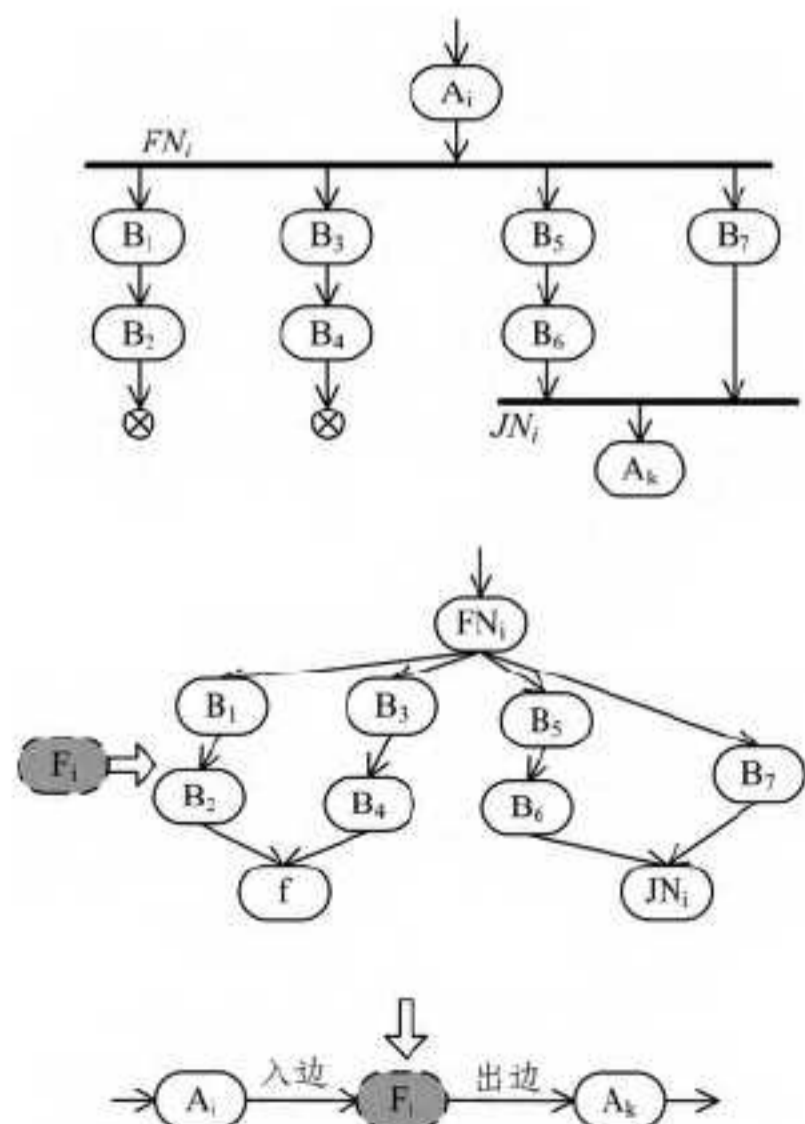 Aᵢ
FNᵢ
B₁ B₃ B₅ B₇
B₂ B₄ B₆
JNᵢ
Aₖ
FNᵢ
B₁ B₃ B₅
Fᵢ B₂ B₄ B₆ B₇
f JNᵢ
Aᵢ 入边 Fᵢ 出边 Aₖ